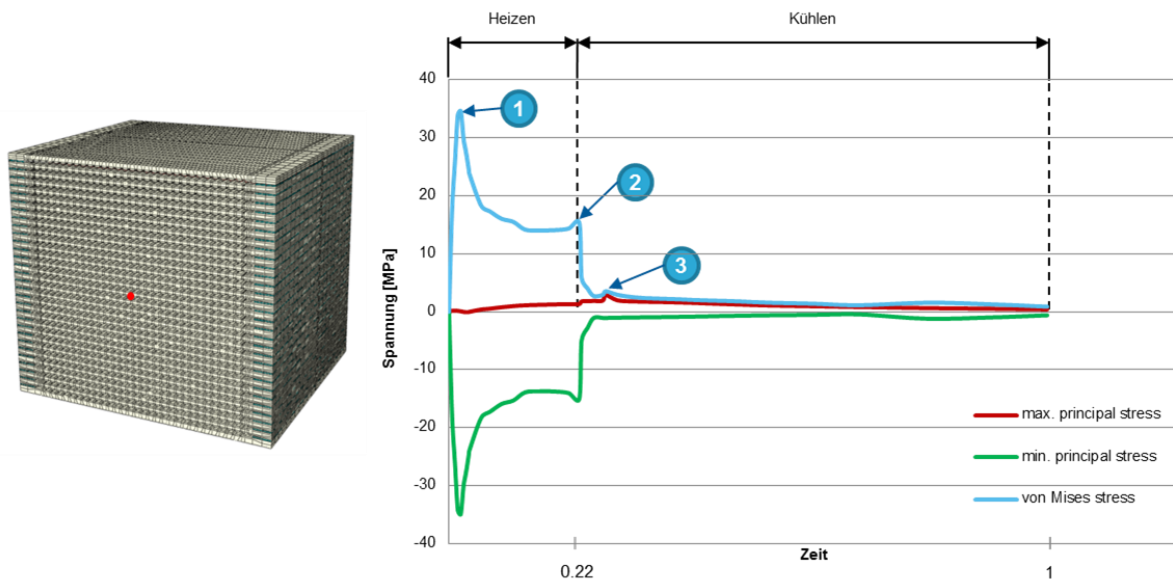 Heizen
Kühlen
40
30
20
10
0
-10
-20
-30
-40
Spannung [MPa]
1
2
3
max. principal stress
min. principal stress
von Mises stress
Zeit
0.22
1